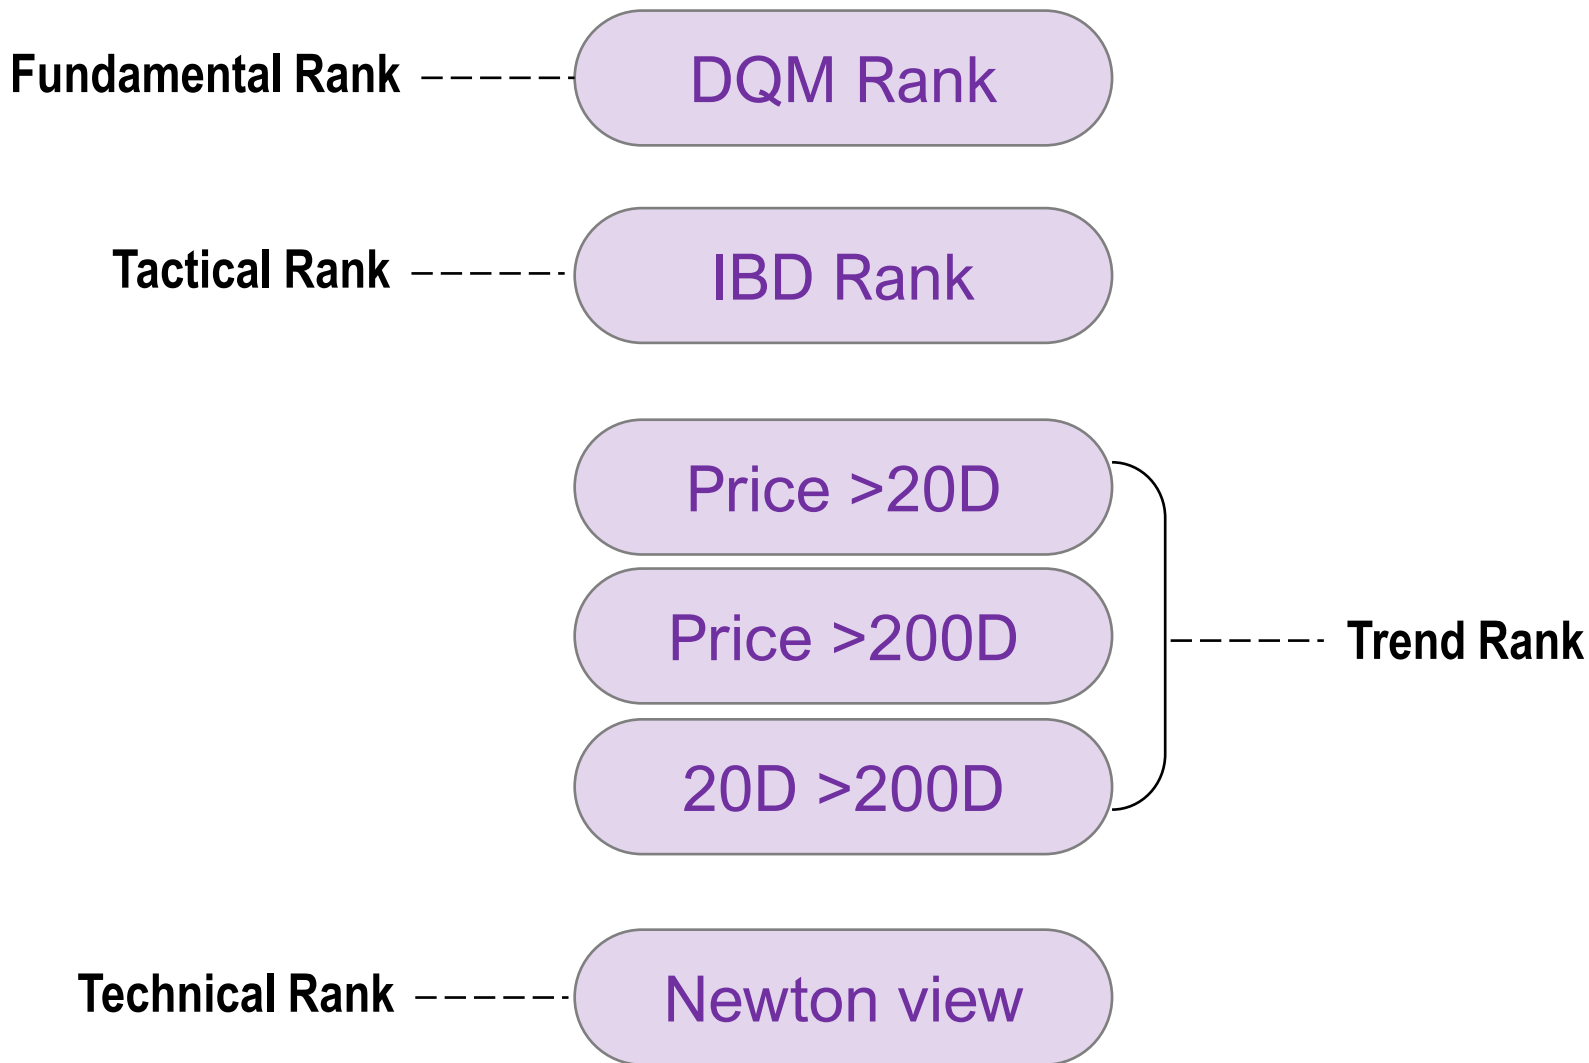 Fundamental Rank
DQM Rank
Tactical Rank
IBD Rank
Price >20D
Price >200D
Trend Rank
20D >200D
Technical Rank
Newton view